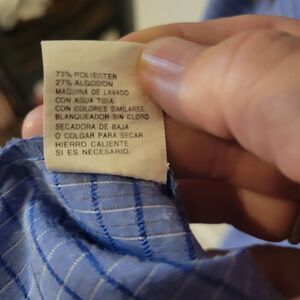 73% POLIESTER
27% ALGODON
MAQUINA DE LAVADO
CON AGUA TIBIA
CON COLORES SIMILARES
BLANQUEADOR SIN CLORO
SECADORA DE BAJA
O COLGAR PARA SECAR
HIERRO CALIENTE
SI ES NECESARIO.